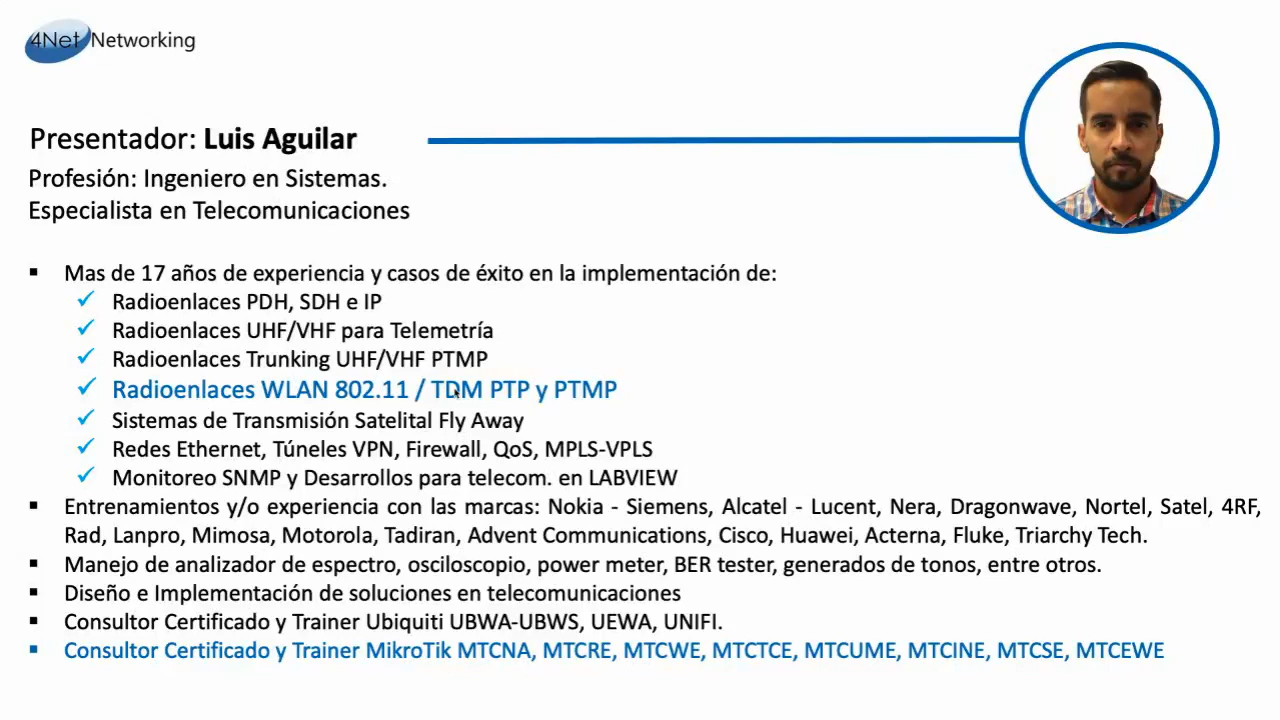 4Net Networking
Presentador: Luis Aguilar
Profesión: Ingeniero en Sistemas.
Especialista en Telecomunicaciones
Mas de 17 años de experiencia y casos de éxito en la implementación de:
Radioenlaces PDH, SDH e IP
Radioenlaces UHF/VHF para Telemetría
Radioenlaces Trunking UHF/VHF PTMP
Radioenlaces WLAN 802.11 / TDM PTP y PTMP
Sistemas de Transmisión Satelital Fly Away
Redes Ethernet, Túneles VPN, Firewall, QoS, MPLS-VPLS
Monitoreo SNMP y Desarrollos para telecom. en LABVIEW
Entrenamientos y/o experiencia con las marcas: Nokia - Siemens, Alcatel - Lucent, Nera, Dragonwave, Nortel, Satel, 4RF,
Rad, Lanpro, Mimosa, Motorola, Tadiran, Advent Communications, Cisco, Huawei, Acterna, Fluke, Triarchy Tech.
Manejo de analizador de espectro, osciloscopio, power meter, BER tester, generados de tonos, entre otros.
Diseño e Implementación de soluciones en telecomunicaciones
Consultor Certificado y Trainer Ubiquiti UBWA-UBWS, UEWA, UNIFI.
Consultor Certificado y Trainer MikroTik MTCNA, MTCRE, MTCWE, MTCTCE, MTCUME, MTCINE, MTCSE, MTCEWE